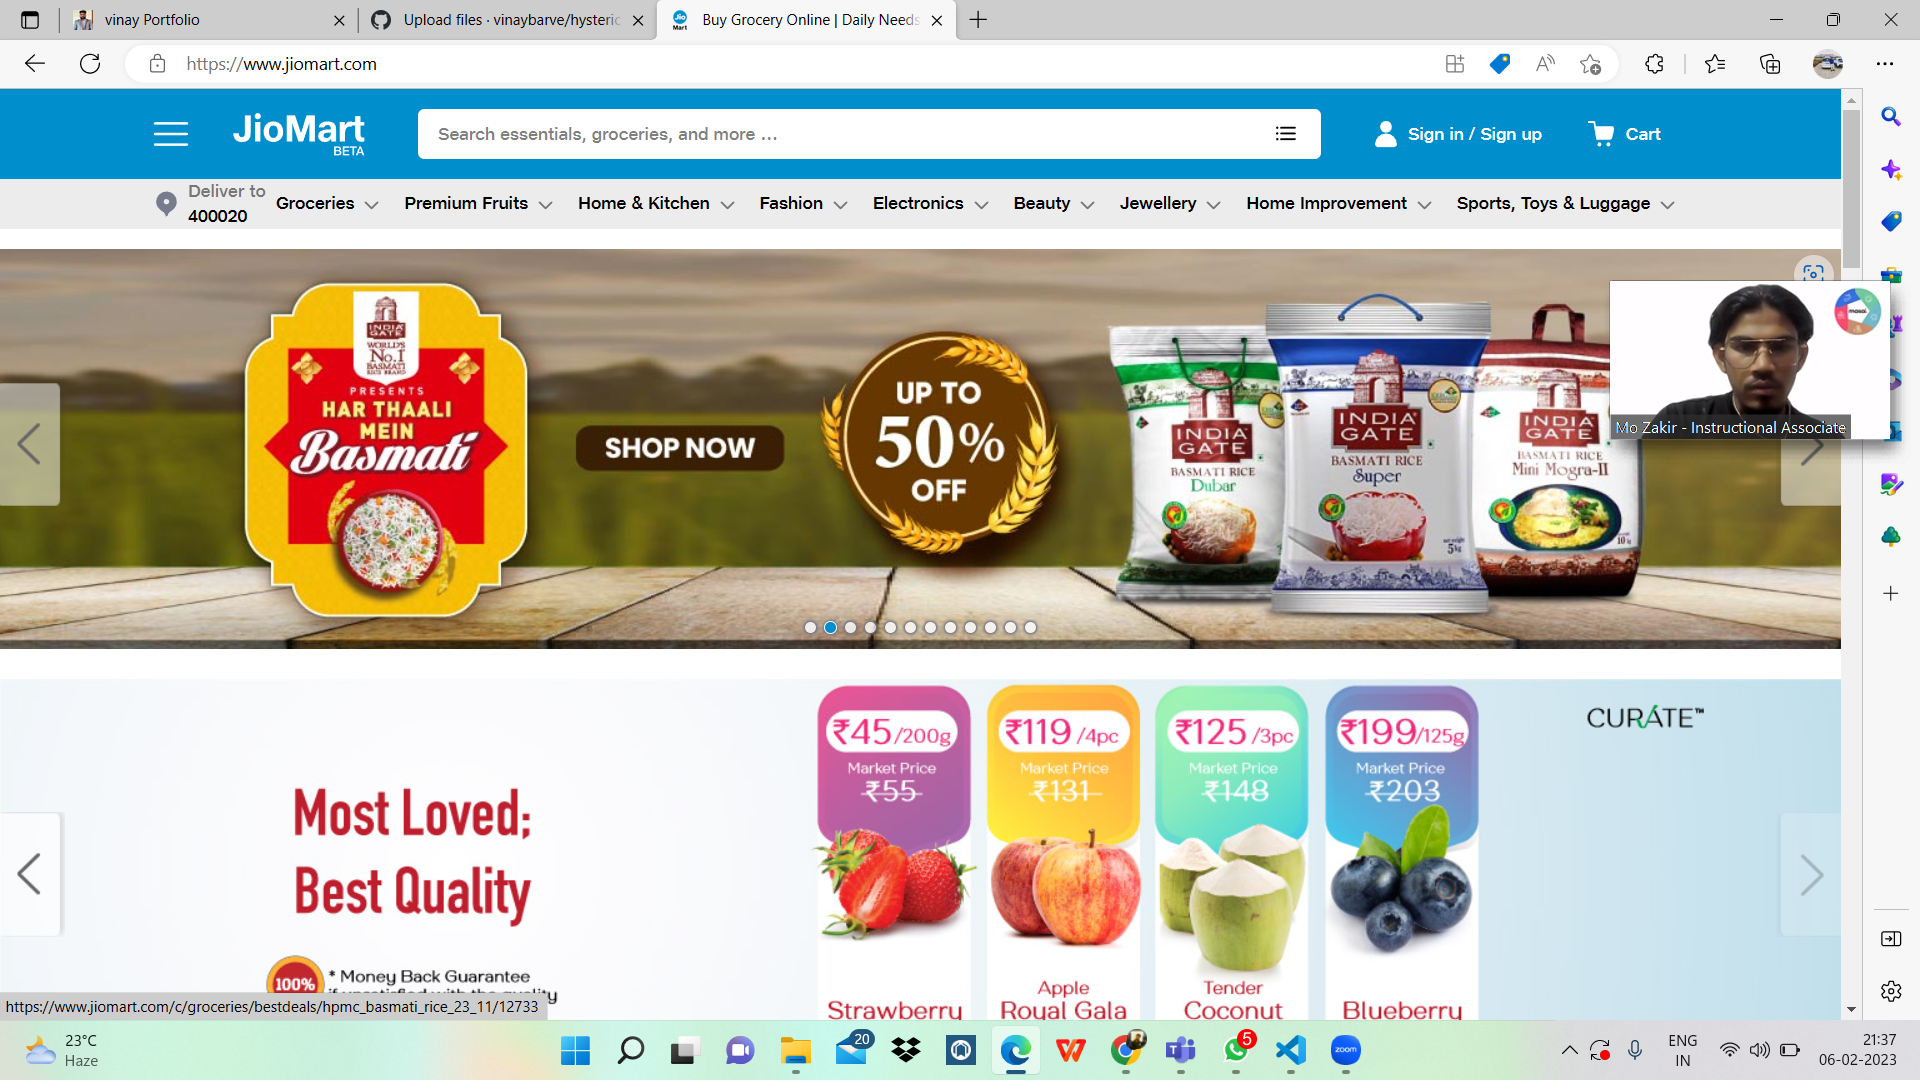 vinay Portfolio
Upload files · vinaybarve/hysteric
Buy Grocery Online | Daily Needs
https://www.jiomart.com
JioMart
BETA
Search essentials, groceries, and more ...
Sign in / Sign up
Cart
Deliver to
400020
Groceries
Premium Fruits
Home & Kitchen
Fashion
Electronics
Beauty
Jewellery
Home Improvement
Sports, Toys & Luggage
INDIA
GATE
WORLD'S
No.1
BASMATI
RICE BRAND
PRESENTS
HAR THAALI
MEIN
Basmati
SHOP NOW
UP TO
50%
OFF
INDIA
GATE
BASMATI RICE
Dubar
INDIA
GATE
BASMATI RICE
Super
5kg
INDIA
GATE
BASMATI RICE
Mini Mogra-II
masai
Mo Zakir - Instructional Associate
Most Loved;
Best Quality
100%
* Money Back Guarantee
₹45/200g
Market Price
₹55
Strawberry
₹119/4pc
Market Price
₹131
Apple
Royal Gala
₹125/3pc
Market Price
₹148
Tender
Coconut
₹199/125g
Market Price
₹203
Blueberry
CURATE™
https://www.jiomart.com/c/groceries/bestdeals/hpmc_basmati_rice_23_11/12733
23°C
Haze
20
5
zoom
ENG
IN
21:37
06-02-2023